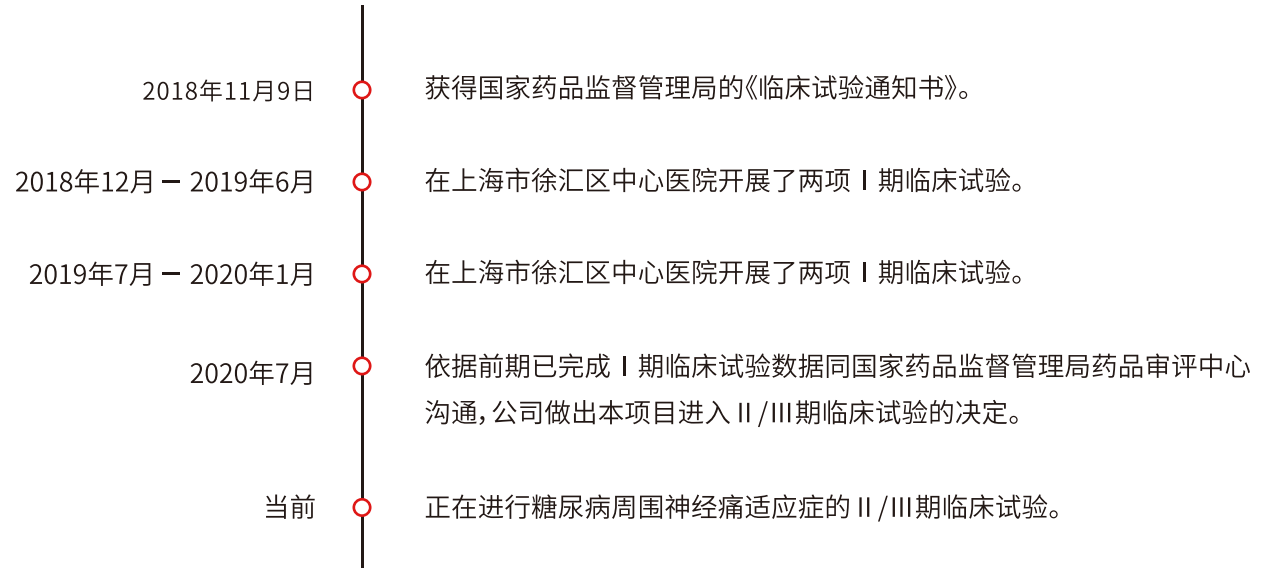 2018年11月9日
获得国家药品监督管理局的《临床试验通知书》。
2018年12月－2019年6月
在上海市徐汇区中心医院开展了两项Ⅰ期临床试验。
2019年7月－2020年1月
在上海市徐汇区中心医院开展了两项Ⅰ期临床试验。
2020年7月
依据前期已完成Ⅰ期临床试验数据同国家药品监督管理局药品审评中心
沟通，公司做出本项目进入Ⅱ/Ⅲ期临床试验的决定。
当前
正在进行糖尿病周围神经痛适应症的Ⅱ/Ⅲ期临床试验。